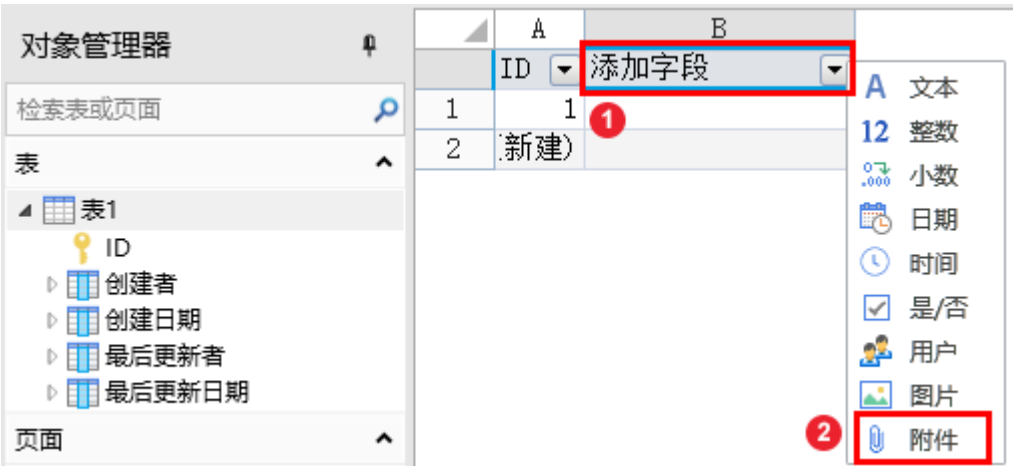 对象管理器
检索表或页面
表
表1
ID
创建者
创建日期
最后更新者
最后更新日期
页面
A B
ID 添加字段
1 1
2 新建)
1
A 文本
12 整数
.000 小数
日期
时间
是/否
用户
图片
2 附件